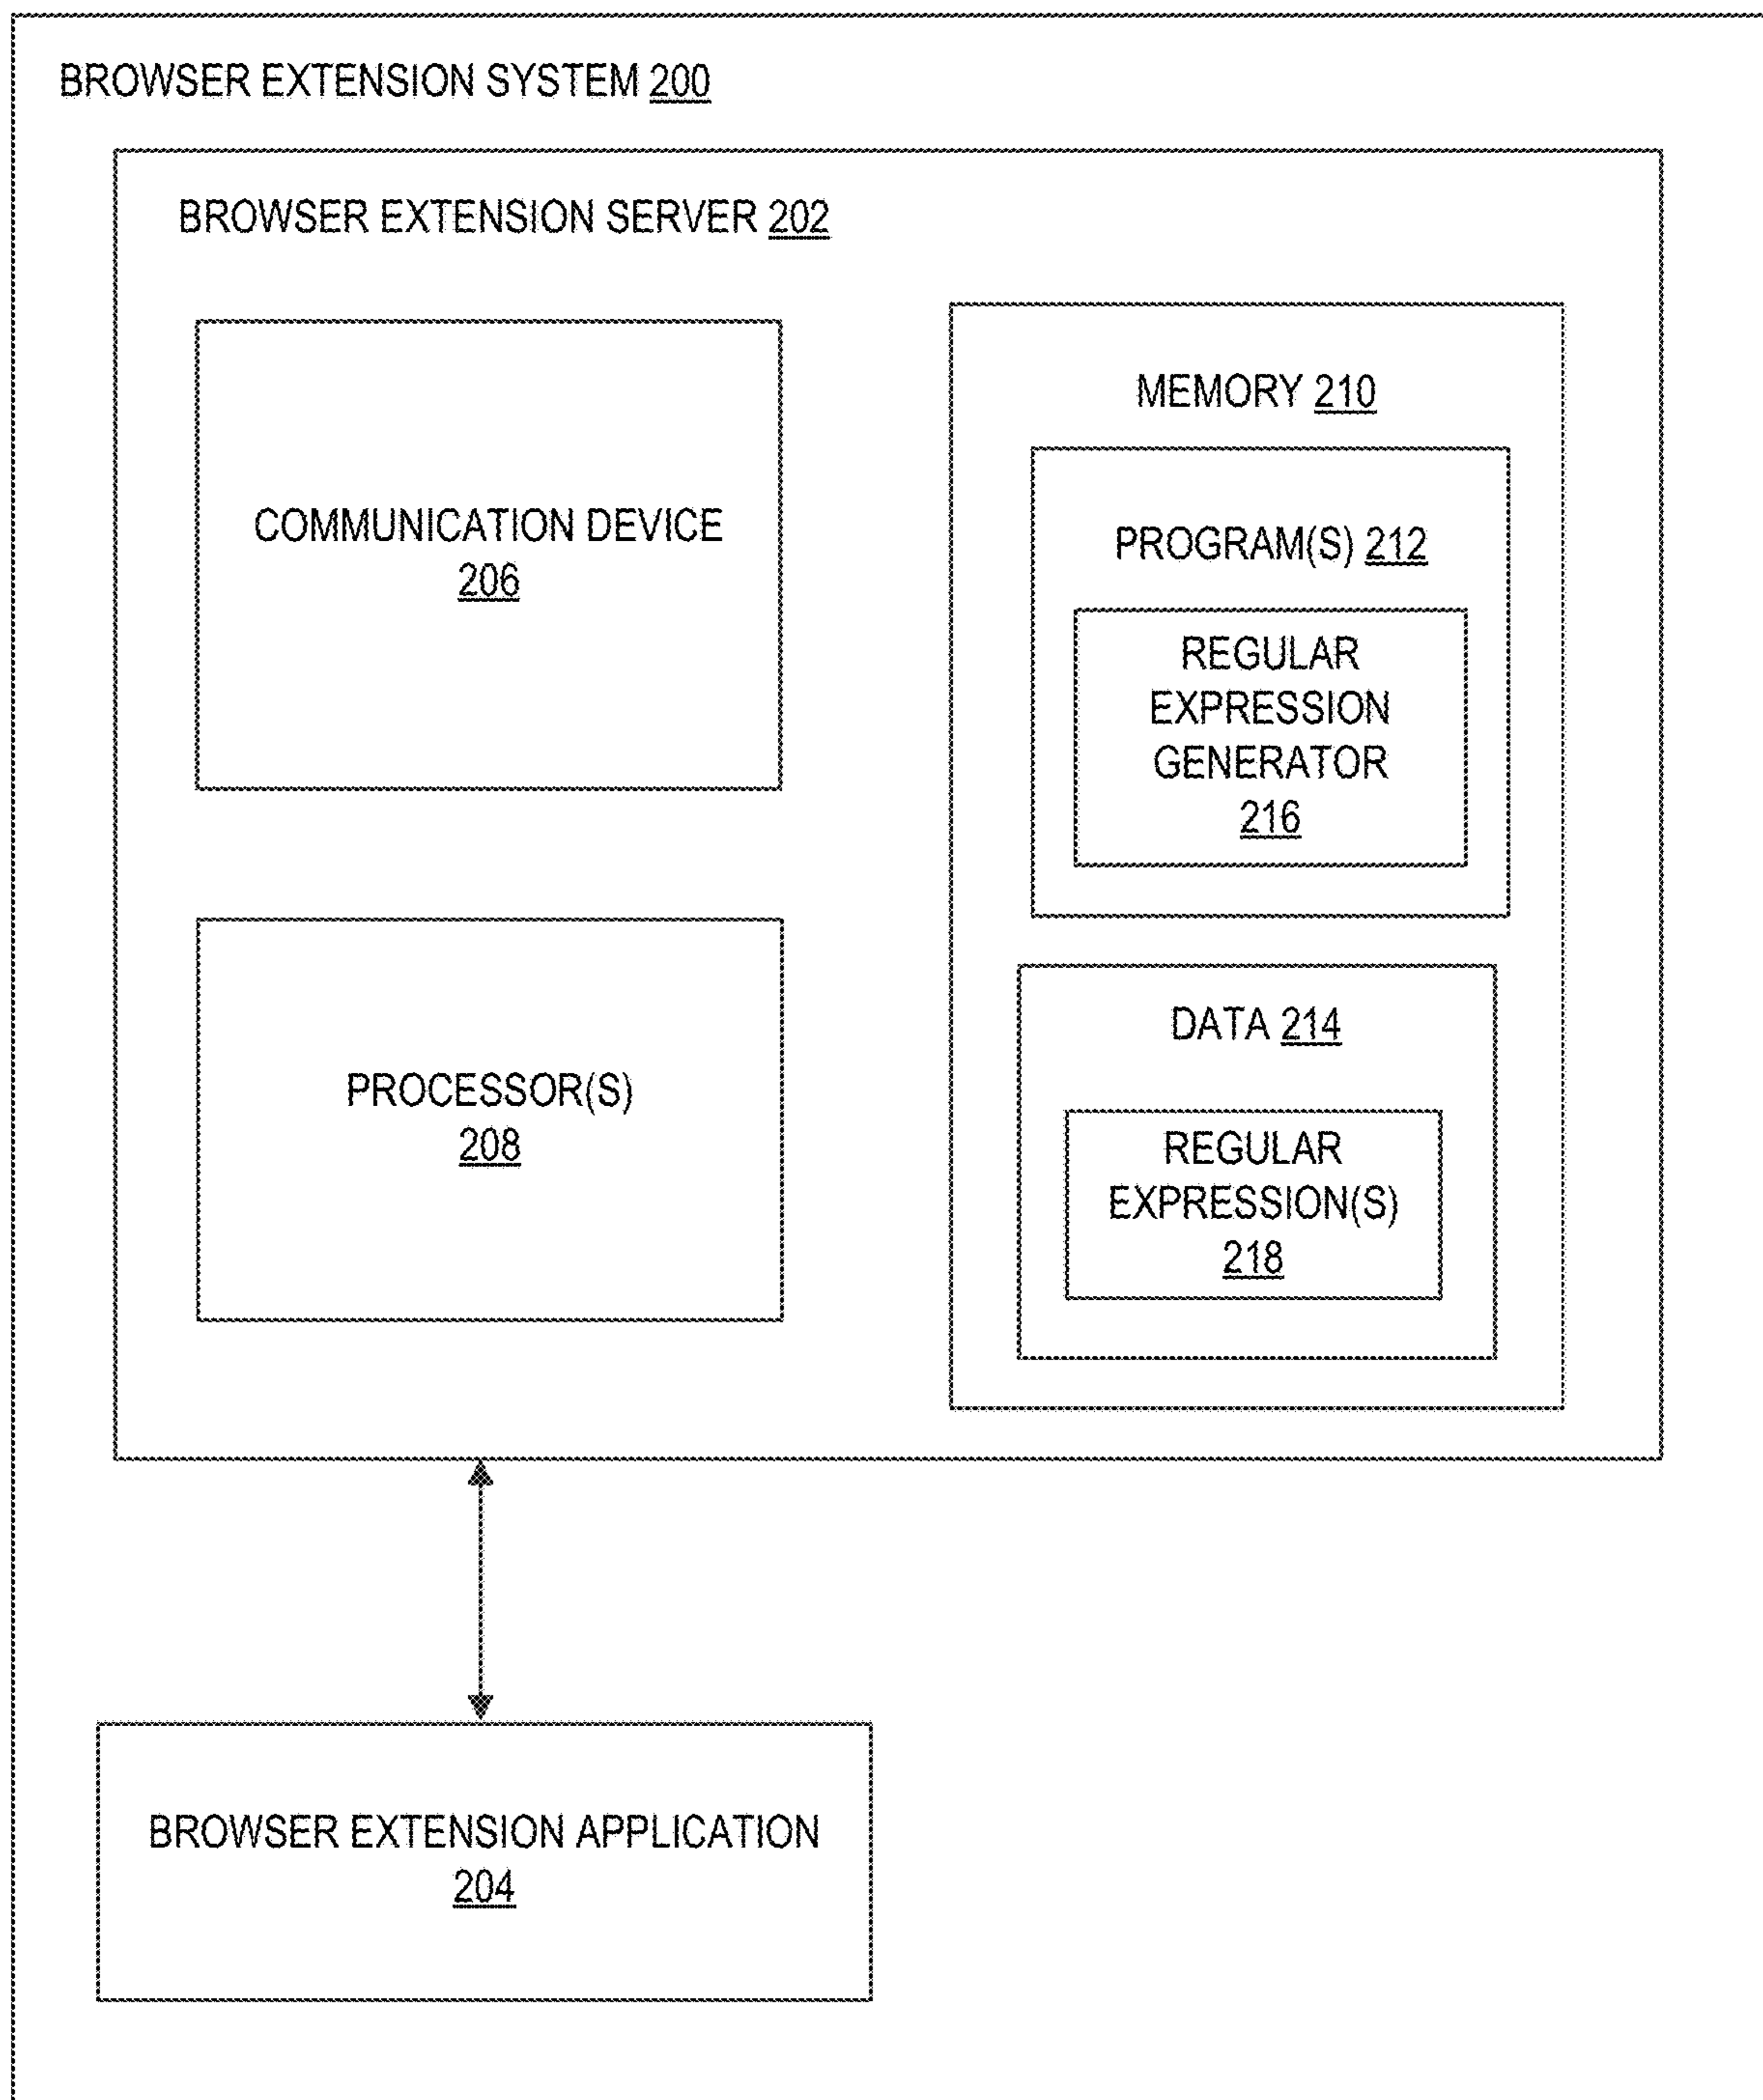 BROWSER EXTENSION SYSTEM 200
BROWSER EXTENSION SERVER 202
COMMUNICATION DEVICE
206
PROCESSOR(S)
208
MEMORY 210
PROGRAM(S) 212
REGULAR
EXPRESSION
GENERATOR
216
DATA 214
REGULAR
EXPRESSION(S)
218
BROWSER EXTENSION APPLICATION
204